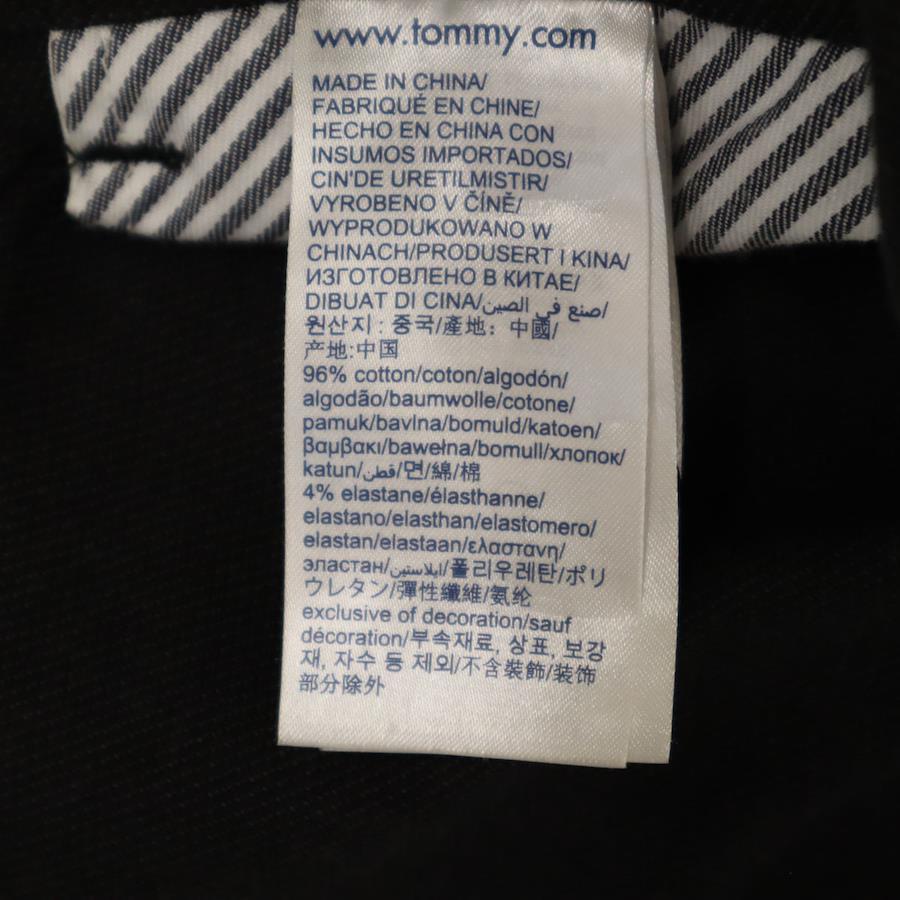 www.tommy.com
MADE IN CHINA/
FABRIQUÉ EN CHINE/
HECHO EN CHINA CON
INSUMOS IMPORTADOS/
CIN'DE URETILMISTIR/
VYROBENO V ČÍNĚ/
WYPRODUKOWANO W
CHINACH/PRODUSERT I KINA/
ИЗГОТОВЛЕНО В КИТАЕ/
DIBUAT DI CINA/صنع في الصين/
원산지: 중국/產地: 中國/
产地:中国
96% cotton/coton/algodón/
algodão/baumwolle/cotone/
pamuk/bavlna/bomuld/katoen/
βαμβακι/bawełna/bomull/хлопок/
katun/قطن/면/綿/棉
4% elastane/élasthanne/
elastano/elasthan/elastomero/
elastan/elastaan/ελαστανη/
эластан/ايلاستين/폴리우레탄/ポリ
ウレタン/彈性纖維/氨纶
exclusive of decoration/sauf
décoration/부속재료, 상표, 보강
재, 자수 등 제외/不含裝飾/装饰
部分除外